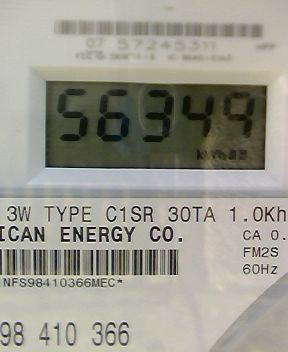 07 57245311
56349
3W TYPE C1SR 30TA 1.0Kh
ICAN ENERGY CO.
CA 0.
FM2S
60Hz
NFS98410366MEC*
98 410 366